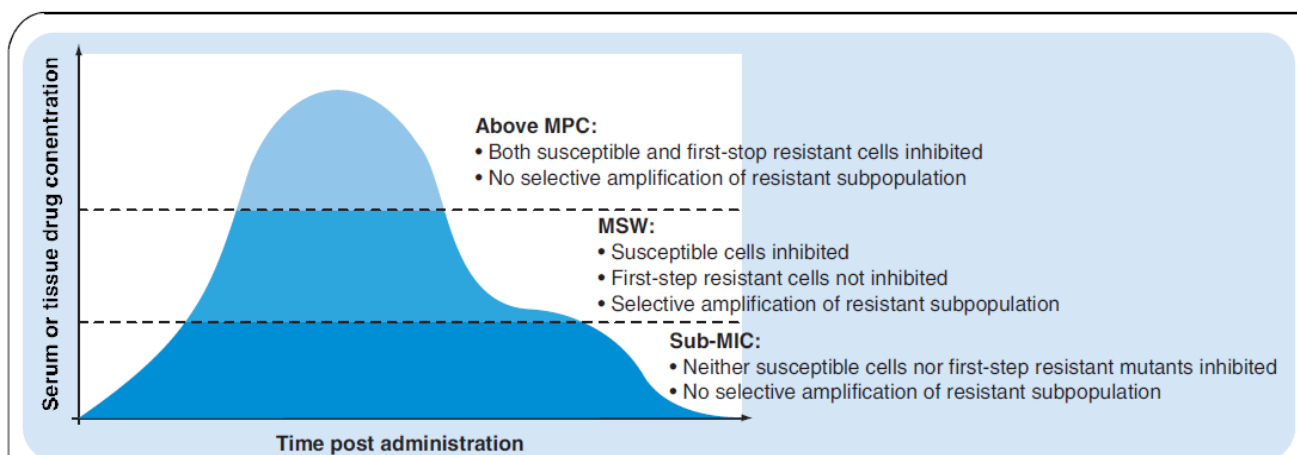 Serum or tissue drug conentration
Above MPC:
• Both susceptible and first-stop resistant cells inhibited
• No selective amplification of resistant subpopulation
MSW:
• Susceptible cells inhibited
• First-step resistant cells not inhibited
• Selective amplification of resistant subpopulation
Sub-MIC:
• Neither susceptible cells nor first-step resistant mutants inhibited
• No selective amplification of resistant subpopulation
Time post administration